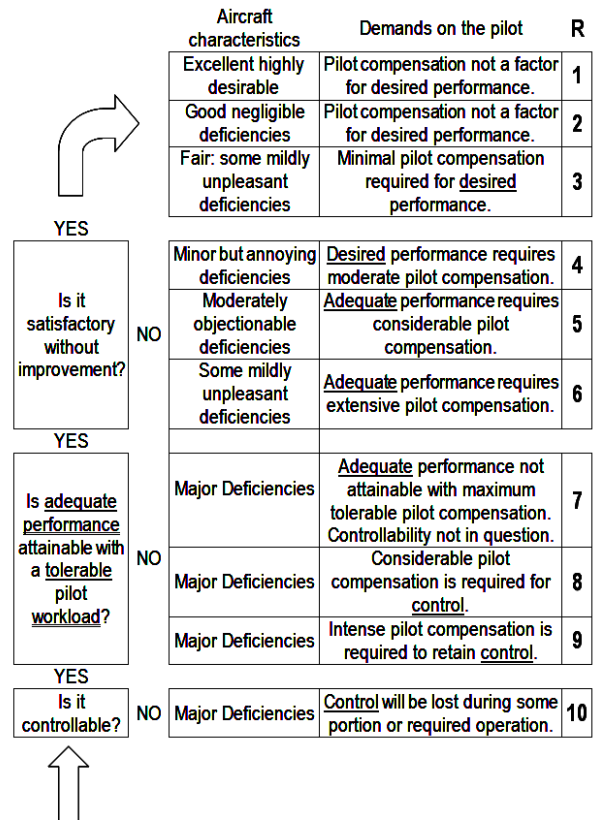 Aircraft
characteristics
Demands on the pilot
R
Excellent highly
desirable
Pilot compensation not a factor
for desired performance.
1
Good negligible
deficiencies
Pilot compensation not a factor
for desired performance.
2
Fair: some mildly
unpleasant
deficiencies
Minimal pilot compensation
required for desired
performance.
3
YES
Is it
satisfactory
without
improvement?
NO
Minor but annoying
deficiencies
Desired performance requires
moderate pilot compensation.
4
Moderately
objectionable
deficiencies
Adequate performance requires
considerable pilot
compensation.
5
Some mildly
unpleasant
deficiencies
Adequate performance requires
extensive pilot compensation.
6
YES
Is adequate
performance
attainable with
a tolerable
pilot
workload?
NO
Major Deficiencies
Adequate performance not
attainable with maximum
tolerable pilot compensation.
Controllability not in question.
7
Major Deficiencies
Considerable pilot
compensation is required for
control.
8
Major Deficiencies
Intense pilot compensation is
required to retain control.
9
YES
Is it
controllable?
NO
Major Deficiencies
Control will be lost during some
portion or required operation.
10